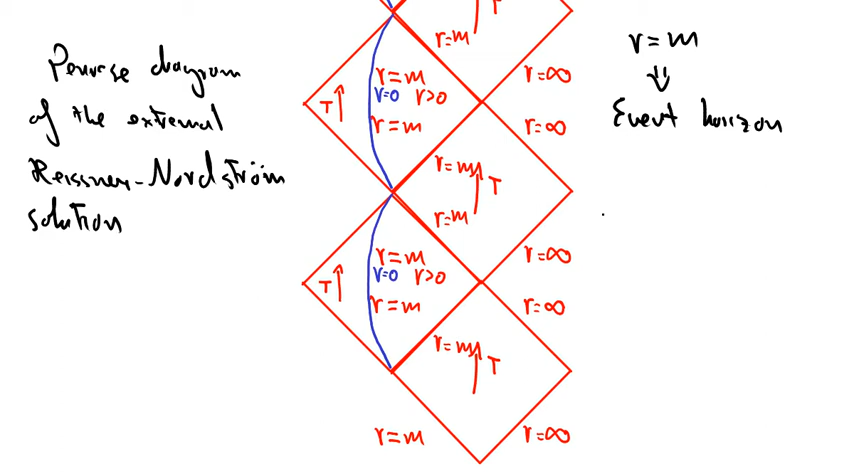 Penrose diagram
of the extremal
Reissner-Nordström
solution
r=m
⇓
Event horizon
r
r=m
r=m
r=∞
r=0 r>0
T
r=∞
r=m
r=m
T
r=m
r=m
r=∞
r=0 r>0
T
r=m
r=∞
r=m
T
r=m
r=∞